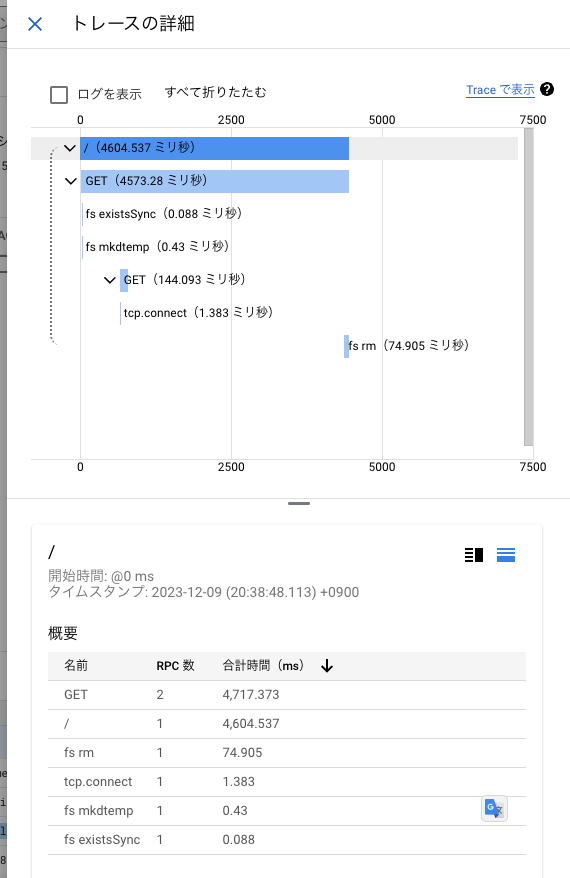 トレースの詳細
ログを表示 すべて折りたたむ Trace で表示 ?
0 2500 5000 7500
/（4604.537 ミリ秒）
GET（4573.28 ミリ秒）
fs existsSync（0.088 ミリ秒）
fs mkdtemp（0.43 ミリ秒）
GET（144.093 ミリ秒）
tcp.connect（1.383 ミリ秒）
fs rm（74.905 ミリ秒）
0 2500 5000 7500
/
開始時間: @0 ms
タイムスタンプ: 2023-12-09 (20:38:48.113) +0900
概要
名前 RPC 数 合計時間（ms）
GET 2 4,717.373
/ 1 4,604.537
fs rm 1 74.905
tcp.connect 1 1.383
fs mkdtemp 1 0.43
fs existsSync 1 0.088